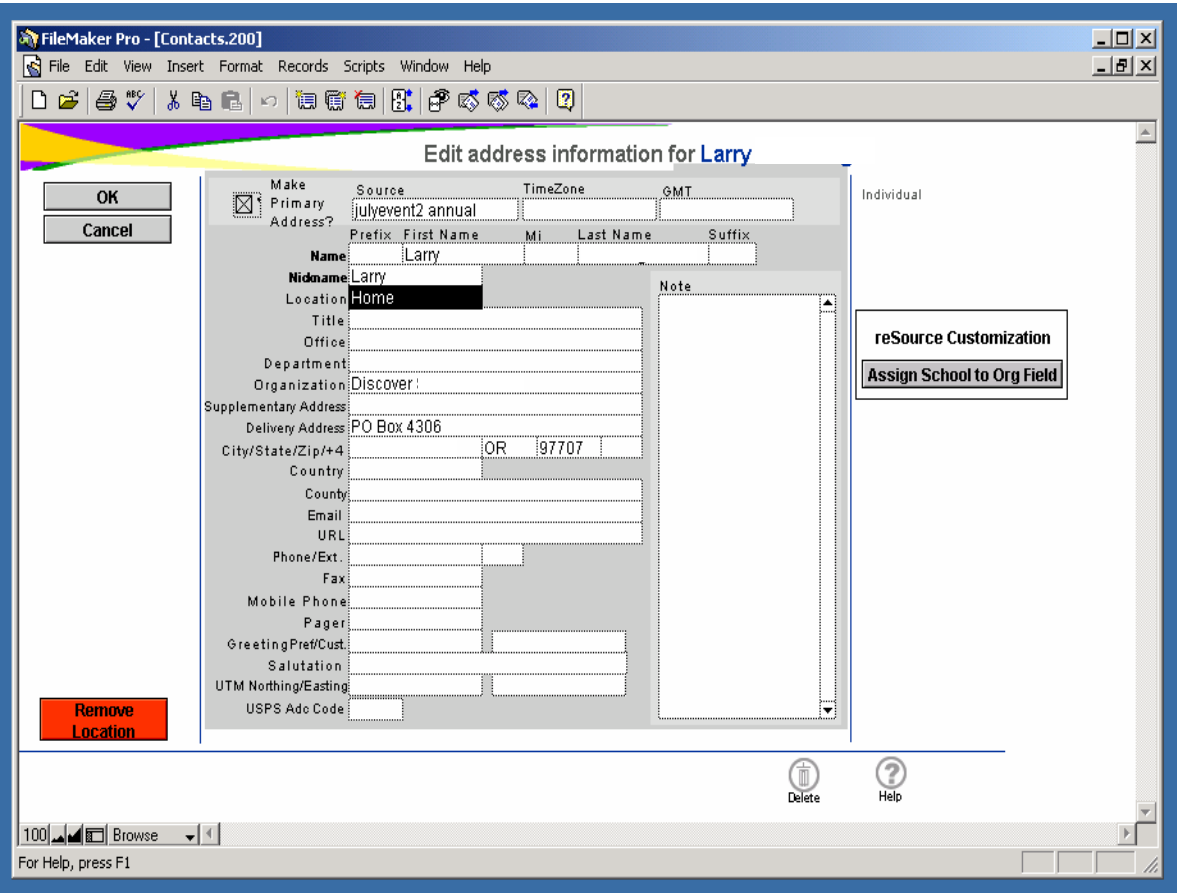 FileMaker Pro - [Contacts.200]
File Edit View Insert Format Records Scripts Window Help
ABC
Edit address information for Larry
OK
Cancel
Make Primary Address?
Source
TimeZone
GMT
Individual
julyevent2 annual
Prefix First Name Mi Last Name Suffix
Name Larry
Nickname Larry
Location Home
Note
Title
Office
reSource Customization
Department
Assign School to Org Field
Organization Discover
Supplementary Address
Delivery Address PO Box 4306
City/State/Zip/+4 OR 97707
Country
County
Email
URL
Phone/Ext.
Fax
Mobile Phone
Pager
GreetingPref/Cust.
Salutation
UTM Northing/Easting
USPS Adc Code
Remove
Location
Delete
Help
100 Browse
For Help, press F1